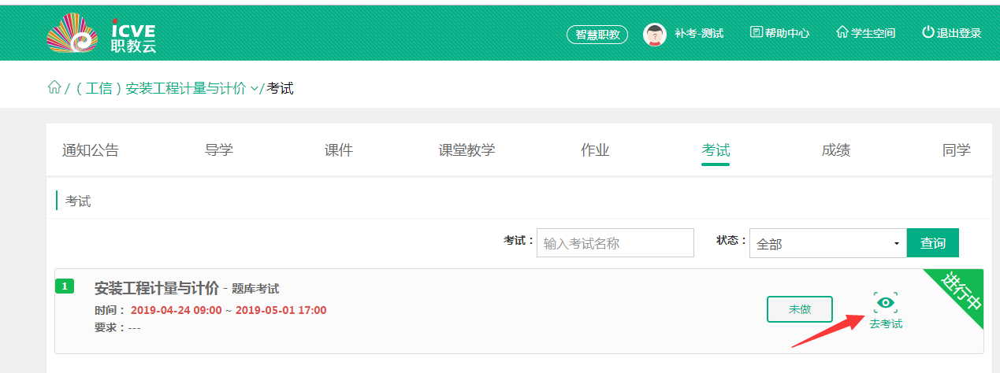 iCVE
职教云
智慧职教 补考-测试 帮助中心 学生空间 退出登录
/ （工信）安装工程计量与计价 / 考试
通知公告 导学 课件 课堂教学 作业 考试 成绩 同学
考试
考试： 输入考试名称 状态： 全部 查询
1 安装工程计量与计价 - 题库考试
进行中
时间： 2019-04-24 09:00 ~ 2019-05-01 17:00
未做
去考试
要求：---